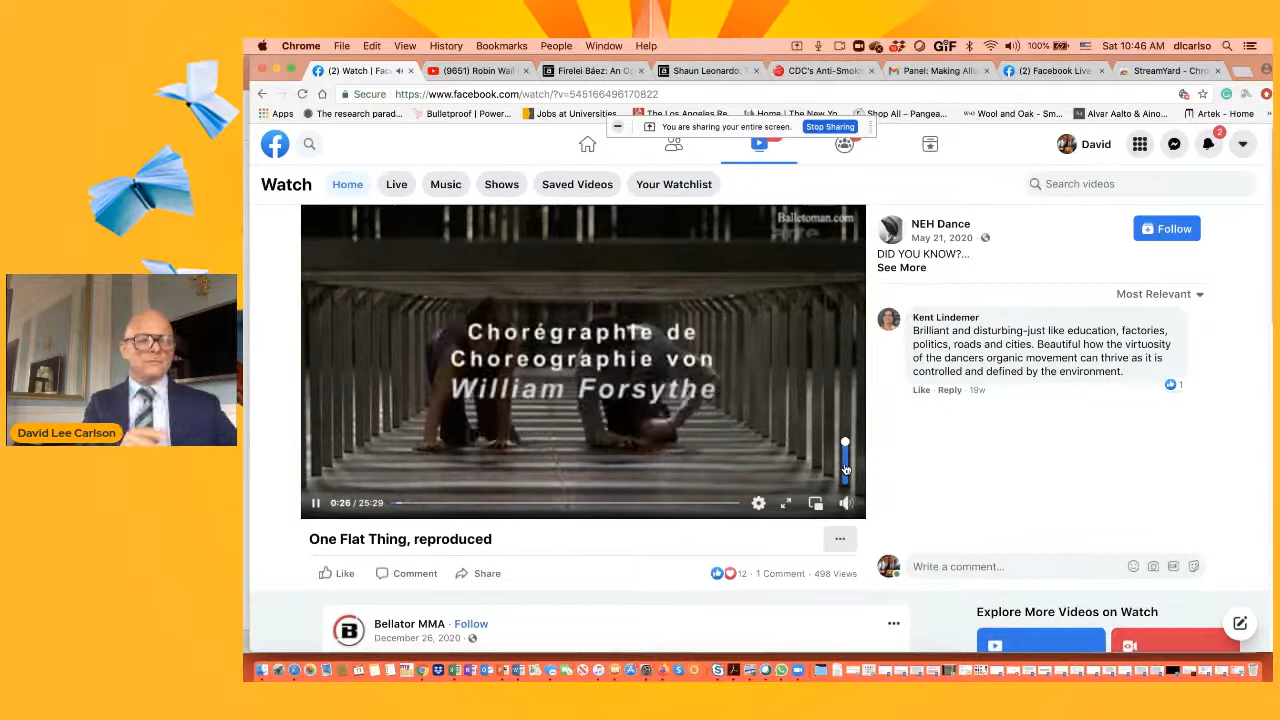 Chrome File Edit View History Bookmarks People Window Help
GIF 100% Sat 10:46 AM dlcarlso
(2) Watch | Fac
(9651) Robin Wall
Firelei Báez: An Op
Shaun Leonardo:
CDC's Anti-Smoki
Panel: Making Alli
(2) Facebook Live
StreamYard - Chro
Secure https://www.facebook.com/watch/?v=545166496170822
Apps
The research parad...
Bulletproof | Power...
Jobs at Universities
The Los Angeles Re
Home | The New Yo
Shop All – Pangea...
Wool and Oak - Sm...
Alvar Aalto & Aino...
Artek - Home
You are sharing your entire screen. Stop Sharing
David
2
Watch Home Live Music Shows Saved Videos Your Watchlist
Search videos
Balletoman.com
arte
Chorégraphie de
Choreographie von
William Forsythe
0:26 / 25:29
NEH Dance
May 21, 2020
Follow
DID YOU KNOW?...
See More
Most Relevant
Kent Lindemer
Brilliant and disturbing-just like education, factories,
politics, roads and cities. Beautiful how the virtuosity
of the dancers organic movement can thrive as it is
controlled and defined by the environment.
1
Like · Reply · 19w
One Flat Thing, reproduced
...
Like Comment Share
12 · 1 Comment · 498 Views
Write a comment...
GIF
B
Bellator MMA · Follow
December 26, 2020
Explore More Videos on Watch
David Lee Carlson